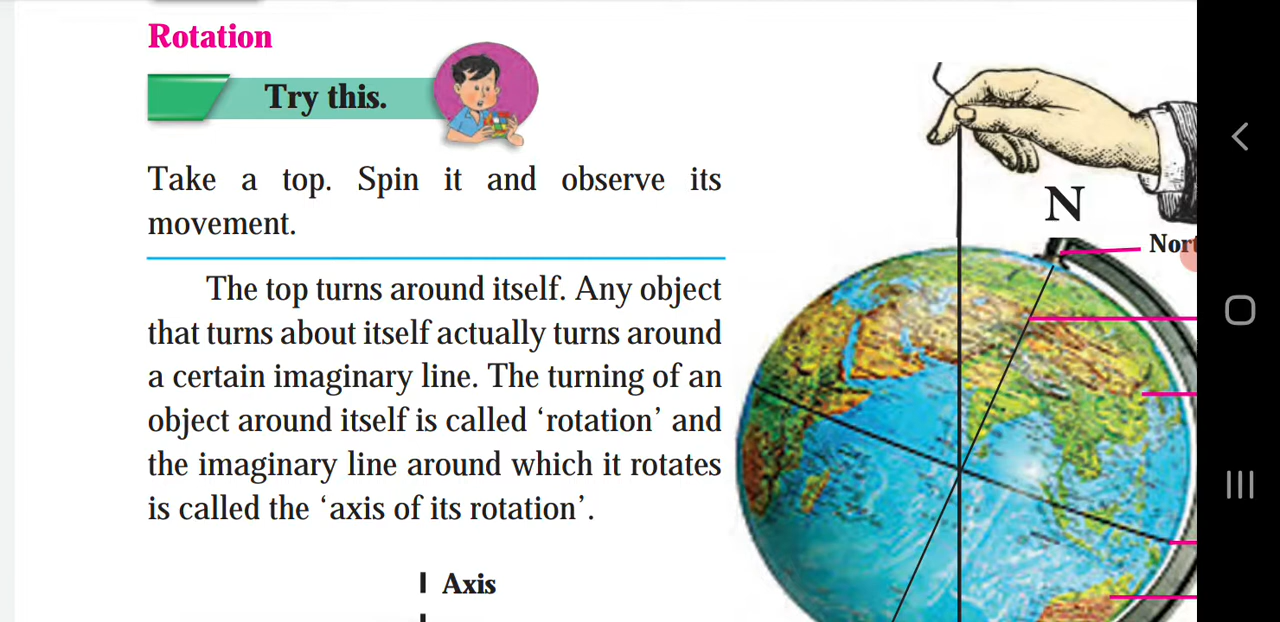 Rotation
Try this.
Take a top. Spin it and observe its
movement.
The top turns around itself. Any object
that turns about itself actually turns around
a certain imaginary line. The turning of an
object around itself is called ‘rotation’ and
the imaginary line around which it rotates
is called the ‘axis of its rotation’.
Axis
N